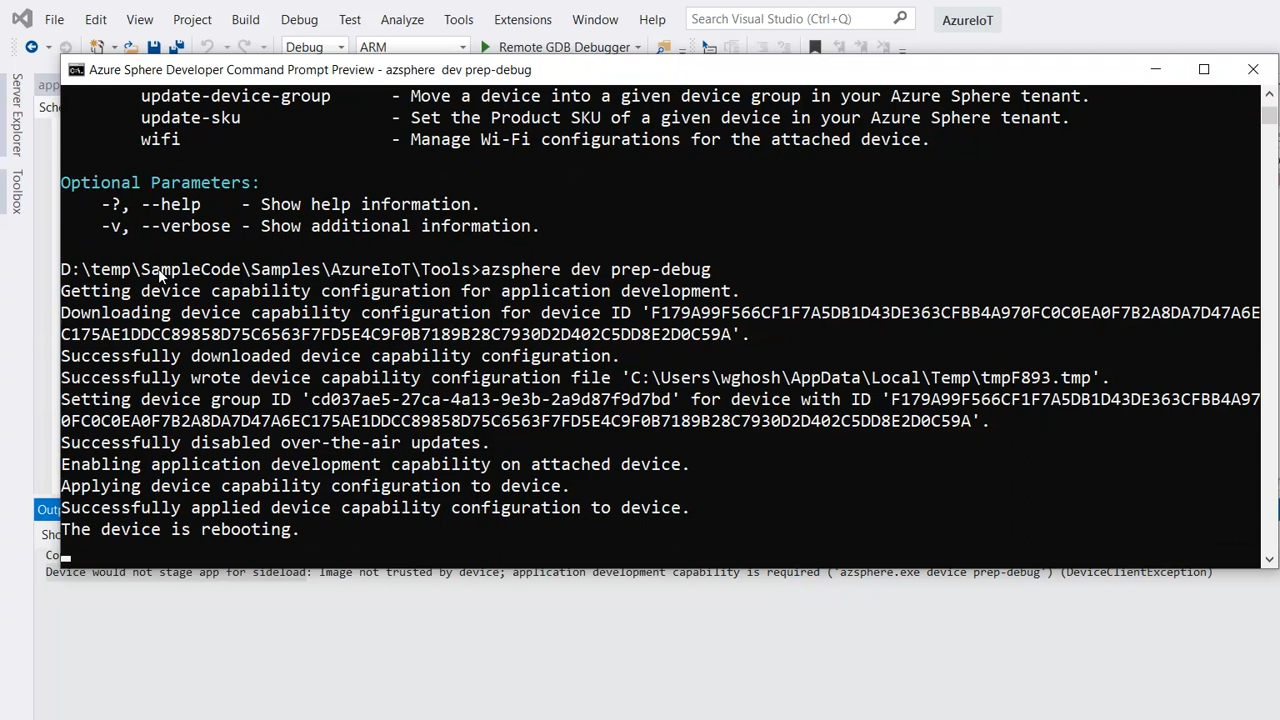 File Edit View Project Build Debug Test Analyze Tools Extensions Window Help Search Visual Studio (Ctrl+Q) AzureIoT
Debug ARM Remote GDB Debugger
Server Explorer
Toolbox
app
Sche
Azure Sphere Developer Command Prompt Preview - azsphere dev prep-debug
update-device-group - Move a device into a given device group in your Azure Sphere tenant.
update-sku - Set the Product SKU of a given device in your Azure Sphere tenant.
wifi - Manage Wi-Fi configurations for the attached device.
Optional Parameters:
-?, --help - Show help information.
-v, --verbose - Show additional information.
D:\temp\SampleCode\Samples\AzureIoT\Tools>azsphere dev prep-debug
Getting device capability configuration for application development.
Downloading device capability configuration for device ID 'F179A99F566CF1F7A5DB1D43DE363CFBB4A970FC0C0EA0F7B2A8DA7D47A6E
C175AE1DDCC89858D75C6563F7FD5E4C9F0B7189B28C7930D2D402C5DD8E2D0C59A'.
Successfully downloaded device capability configuration.
Successfully wrote device capability configuration file 'C:\Users\wghosh\AppData\Local\Temp\tmpF893.tmp'.
Setting device group ID 'cd037ae5-27ca-4a13-9e3b-2a9d87f9d7bd' for device with ID 'F179A99F566CF1F7A5DB1D43DE363CFBB4A97
0FC0C0EA0F7B2A8DA7D47A6EC175AE1DDCC89858D75C6563F7FD5E4C9F0B7189B28C7930D2D402C5DD8E2D0C59A'.
Successfully disabled over-the-air updates.
Enabling application development capability on attached device.
Applying device capability configuration to device.
Successfully applied device capability configuration to device.
The device is rebooting.
Outp
Sho
Co
Device would not stage app for sideload: Image not trusted by device; application development capability is required ('azsphere.exe device prep-debug') (DeviceClientException)